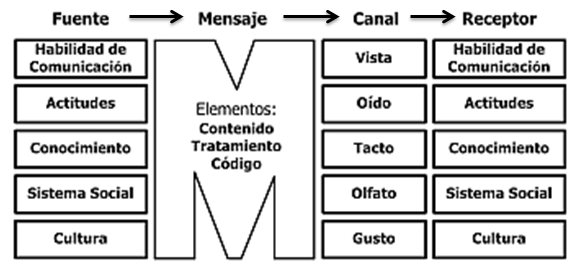 Fuente Mensaje Canal Receptor
Habilidad de
Comunicación
Actitudes
Conocimiento
Sistema Social
Cultura
Elementos:
Contenido
Tratamiento
Código
Vista
Oído
Tacto
Olfato
Gusto
Habilidad de
Comunicación
Actitudes
Conocimiento
Sistema Social
Cultura